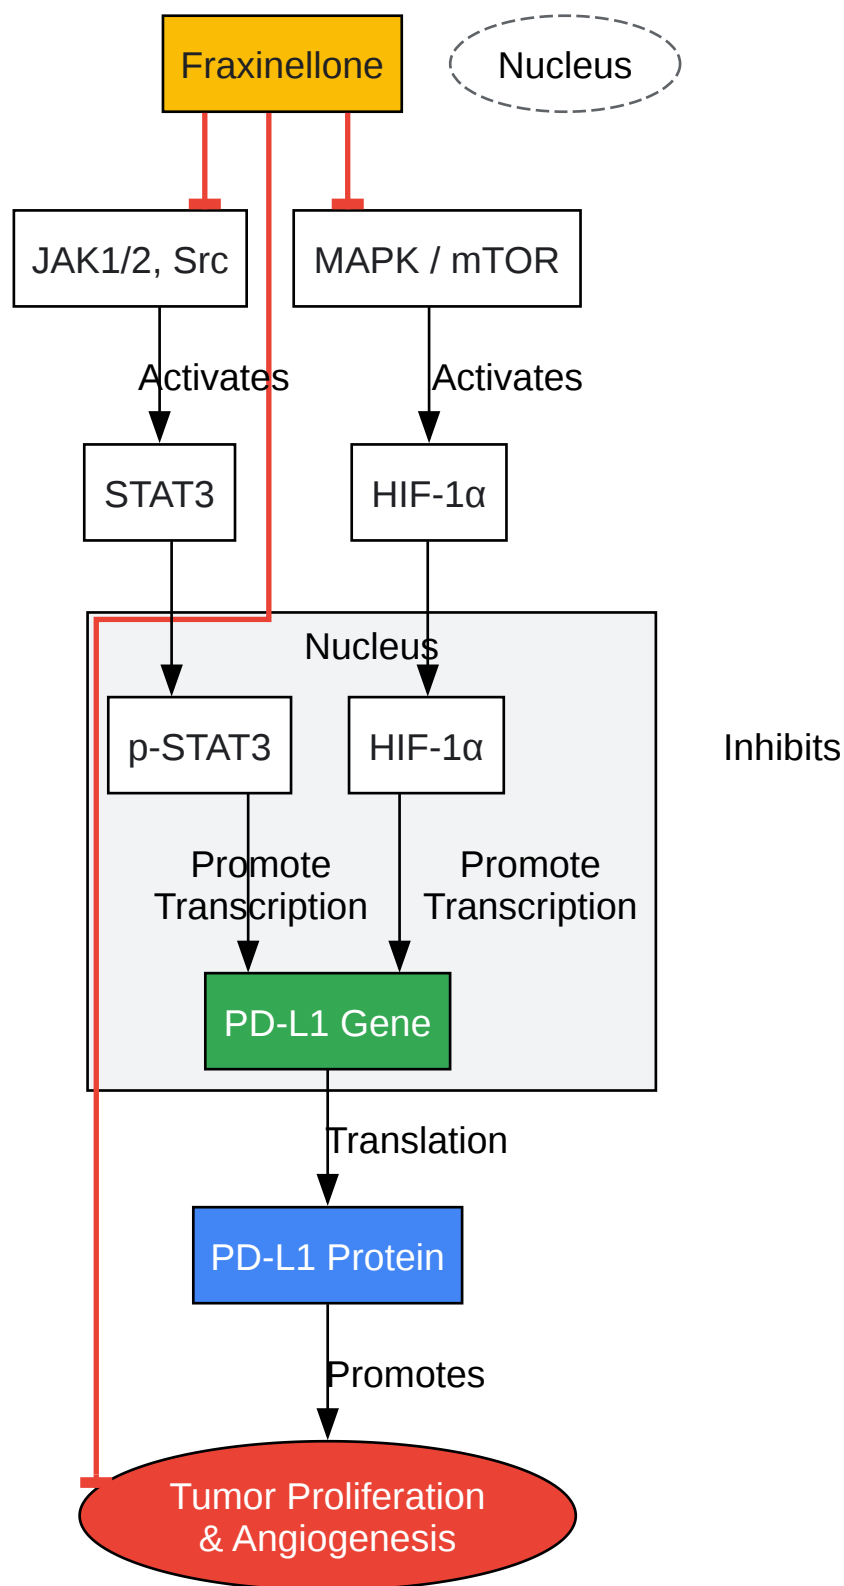 Fraxinellone
Nucleus
JAK1/2, Src
MAPK / mTOR
Activates
Activates
STAT3
HIF-1α
Nucleus
p-STAT3
HIF-1α
Inhibits
Promote
Transcription
Promote
Transcription
PD-L1 Gene
Translation
PD-L1 Protein
Promotes
Tumor Proliferation
& Angiogenesis